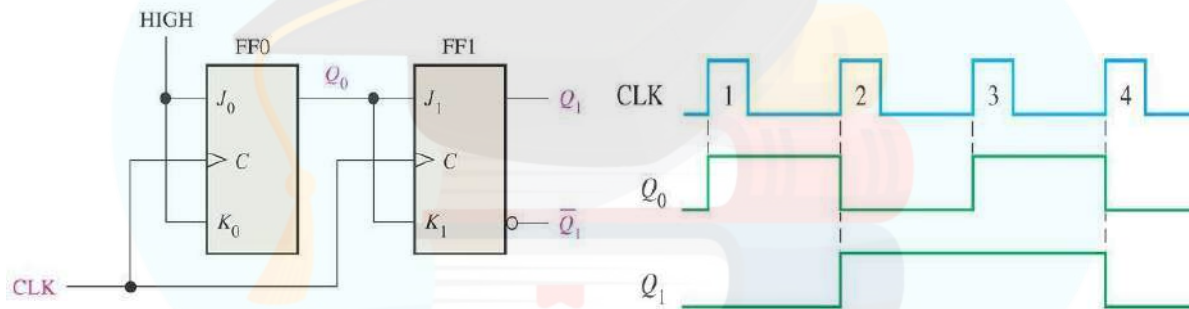 HIGH
FF0
FF1
Q₀
J₀
J₁
Q₁
C
C
K₀
K₁
Q̅₁
CLK
CLK
1
2
3
4
Q₀
Q₁